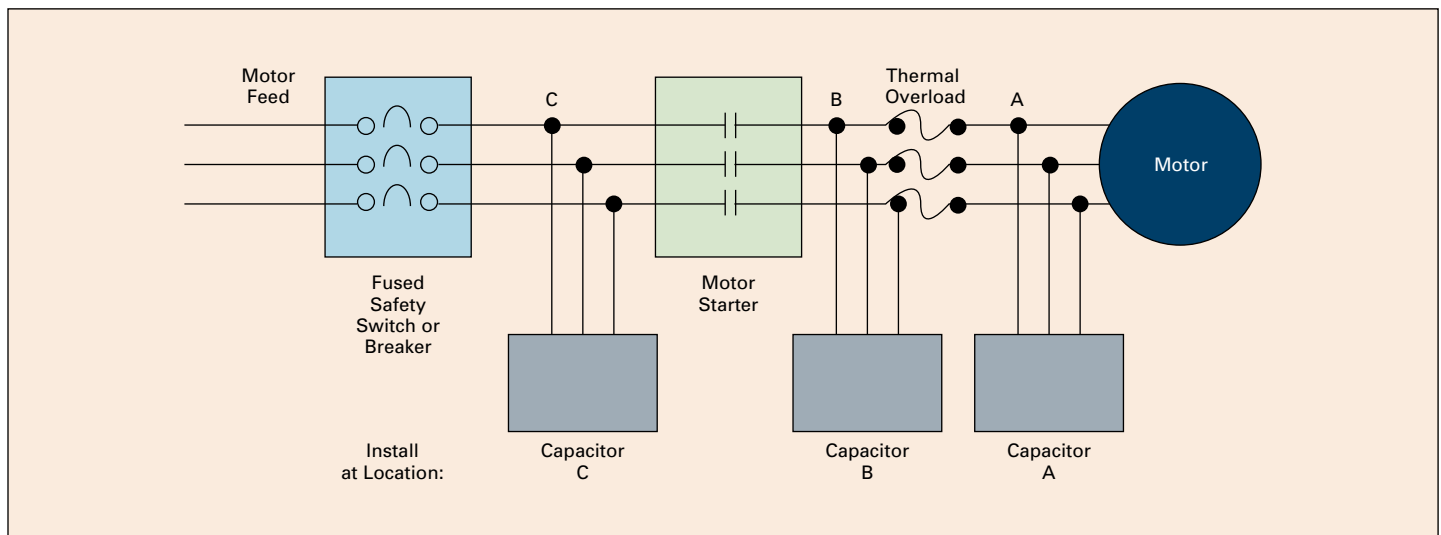 Motor
Feed
C
B
Thermal
Overload
A
Motor
Fused
Safety
Switch or
Breaker
Motor
Starter
Install
at Location:
Capacitor
C
Capacitor
B
Capacitor
A